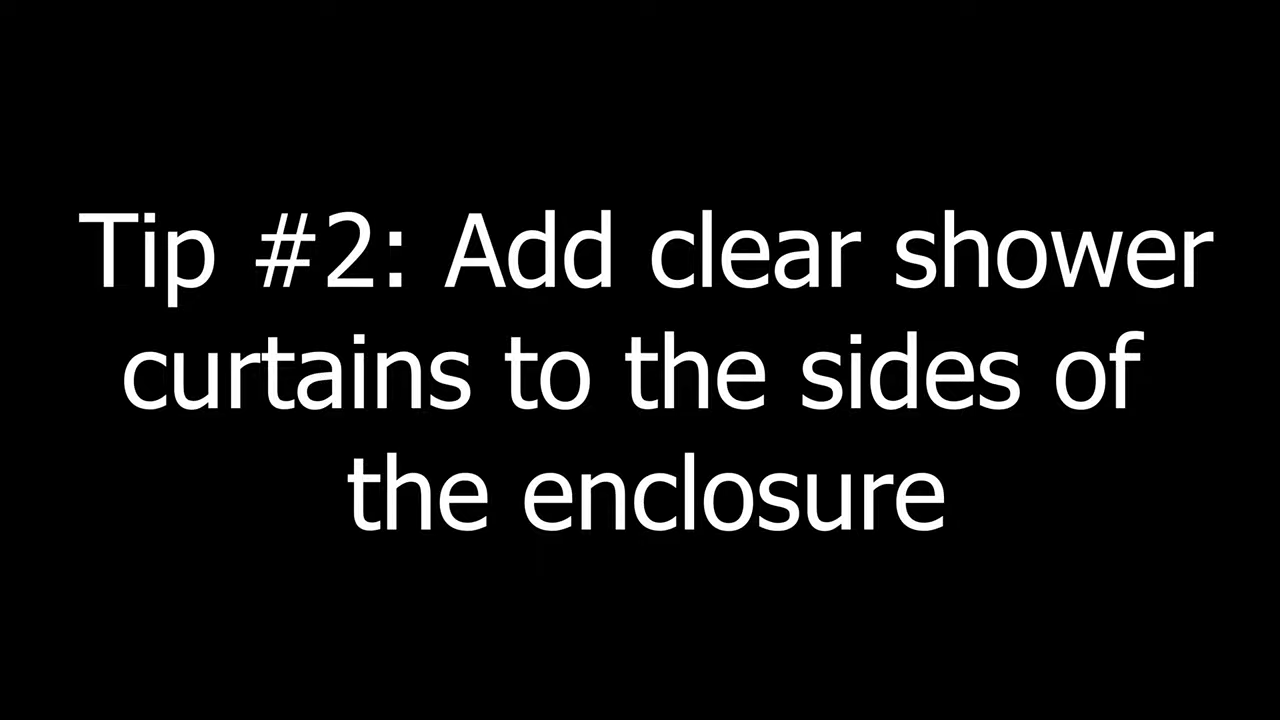 Tip #2: Add clear shower
curtains to the sides of
the enclosure